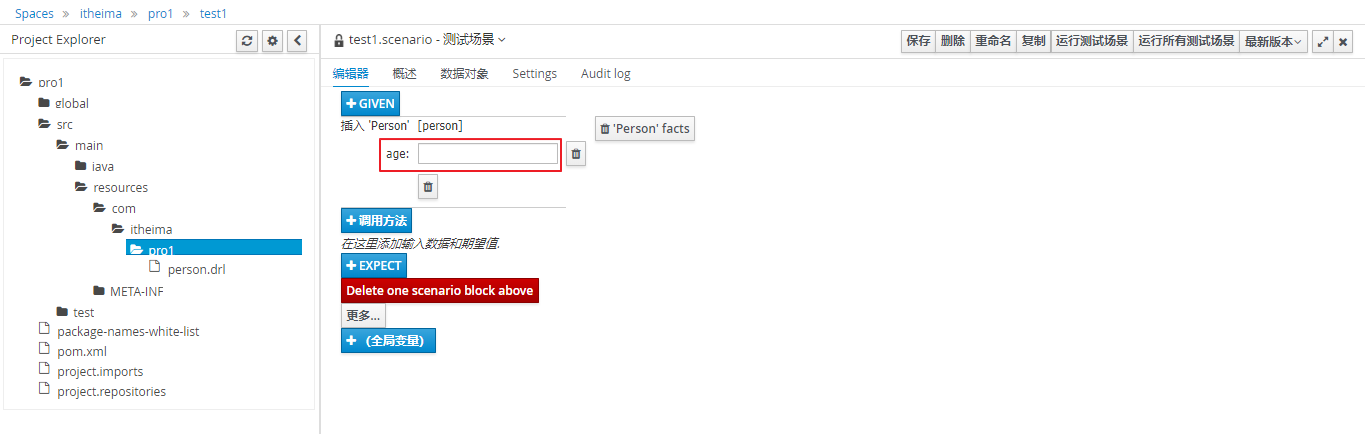 Spaces » itheima » pro1 » test1
Project Explorer
test1.scenario - 测试场景
保存 删除 重命名 复制 运行测试场景 运行所有测试场景 最新版本
编辑器 概述 数据对象 Settings Audit log
pro1
global
src
main
java
resources
com
itheima
pro1
person.drl
META-INF
test
package-names-white-list
pom.xml
project.imports
project.repositories
+ GIVEN
插入 'Person' [person]
'Person' facts
age:
+ 调用方法
在这里添加输入数据和期望值.
+ EXPECT
Delete one scenario block above
更多...
+ (全局变量)